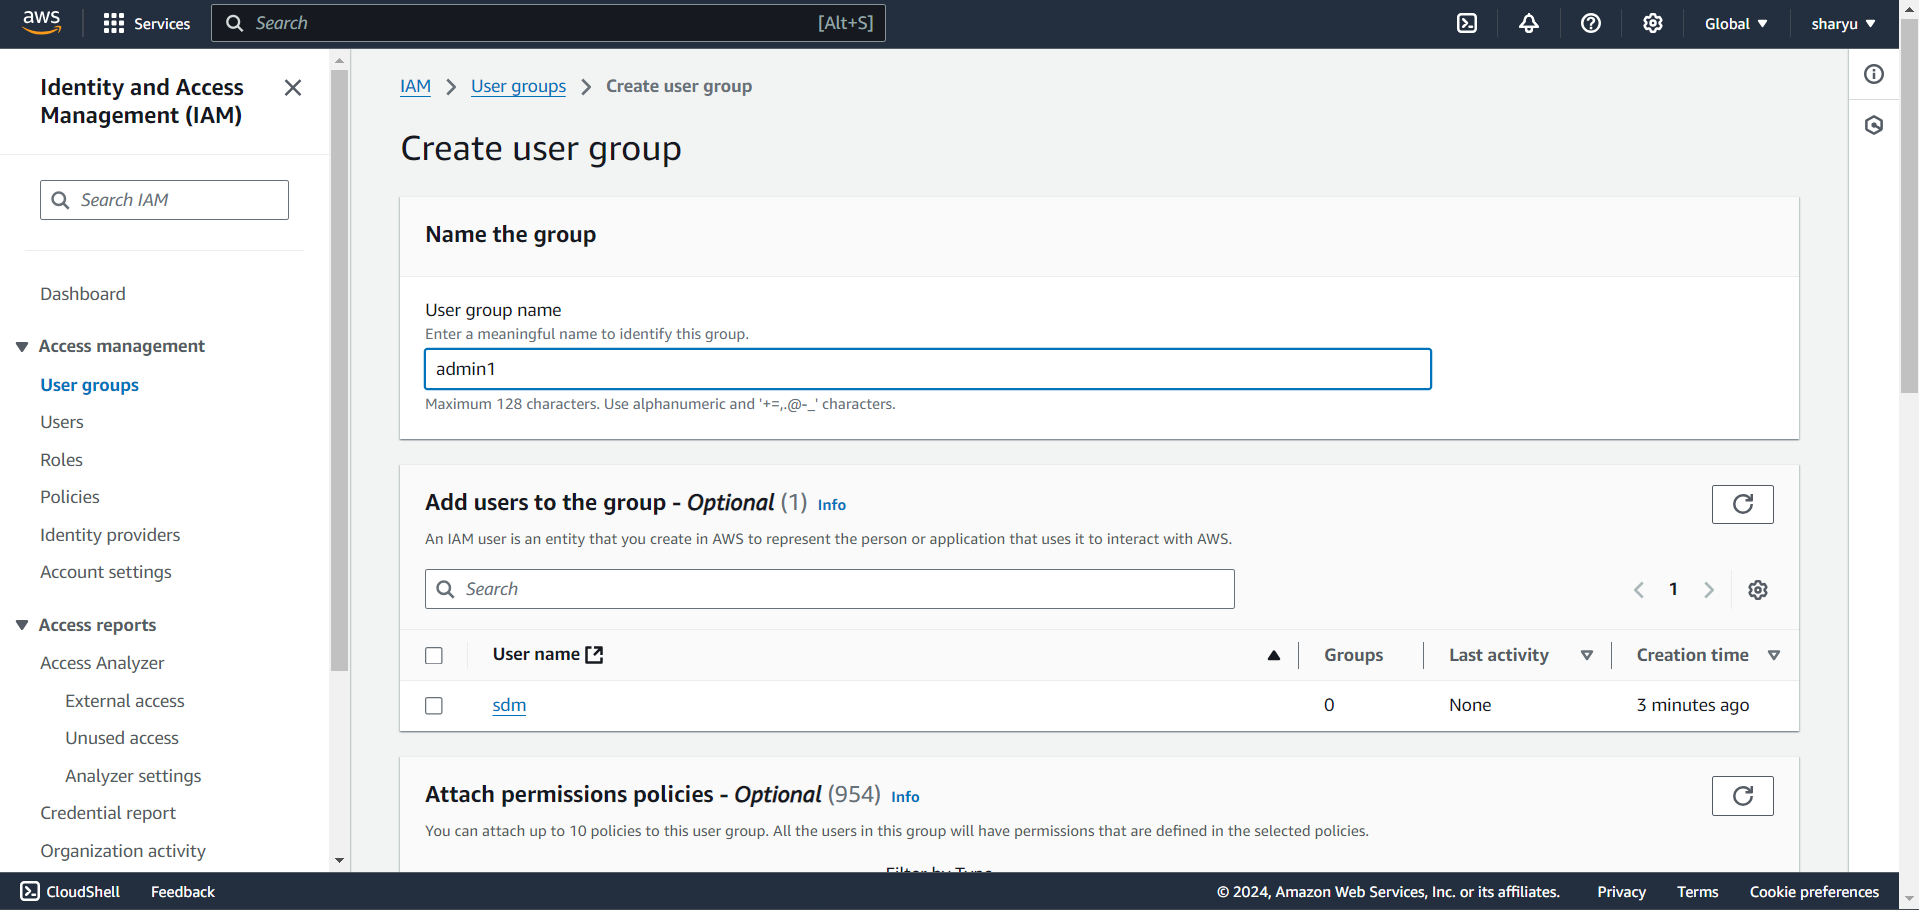 aws
Services
Search [Alt+S]
Global
sharyu
Identity and Access
Management (IAM)
Search IAM
Dashboard
Access management
User groups
Users
Roles
Policies
Identity providers
Account settings
Access reports
Access Analyzer
External access
Unused access
Analyzer settings
Credential report
Organization activity
IAM > User groups > Create user group
Create user group
Name the group
User group name
Enter a meaningful name to identify this group.
admin1
Maximum 128 characters. Use alphanumeric and '+=,.@-_' characters.
Add users to the group - Optional (1) Info
An IAM user is an entity that you create in AWS to represent the person or application that uses it to interact with AWS.
Search
1
User name Groups Last activity Creation time
sdm 0 None 3 minutes ago
Attach permissions policies - Optional (954) Info
You can attach up to 10 policies to this user group. All the users in this group will have permissions that are defined in the selected policies.
Filter by Type
CloudShell Feedback © 2024, Amazon Web Services, Inc. or its affiliates. Privacy Terms Cookie preferences